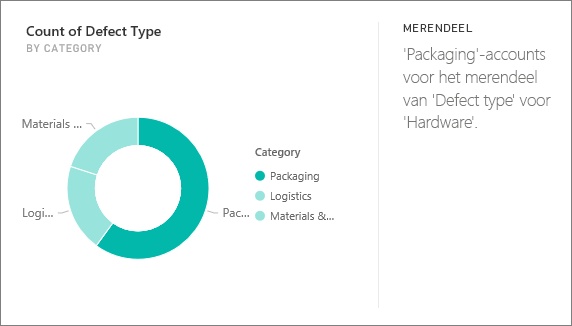 Count of Defect Type
BY CATEGORY
Materials ...
Logi...
Pac...
Category
Packaging
Logistics
Materials &...
MERENDEEL
'Packaging'-accounts
voor het merendeel
van 'Defect type' voor
'Hardware'.